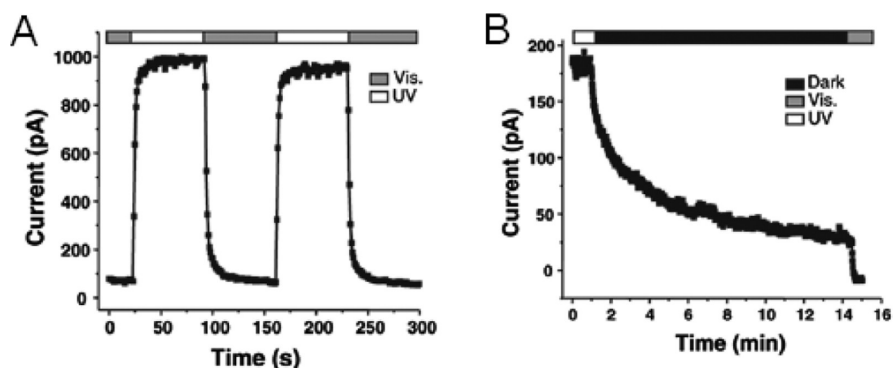 A
Vis.
UV
Current (pA)
1000
800
600
400
200
0
0 50 100 150 200 250 300
Time (s)
B
Dark
Vis.
UV
Current (pA)
200
150
100
50
0
0 2 4 6 8 10 12 14 16
Time (min)